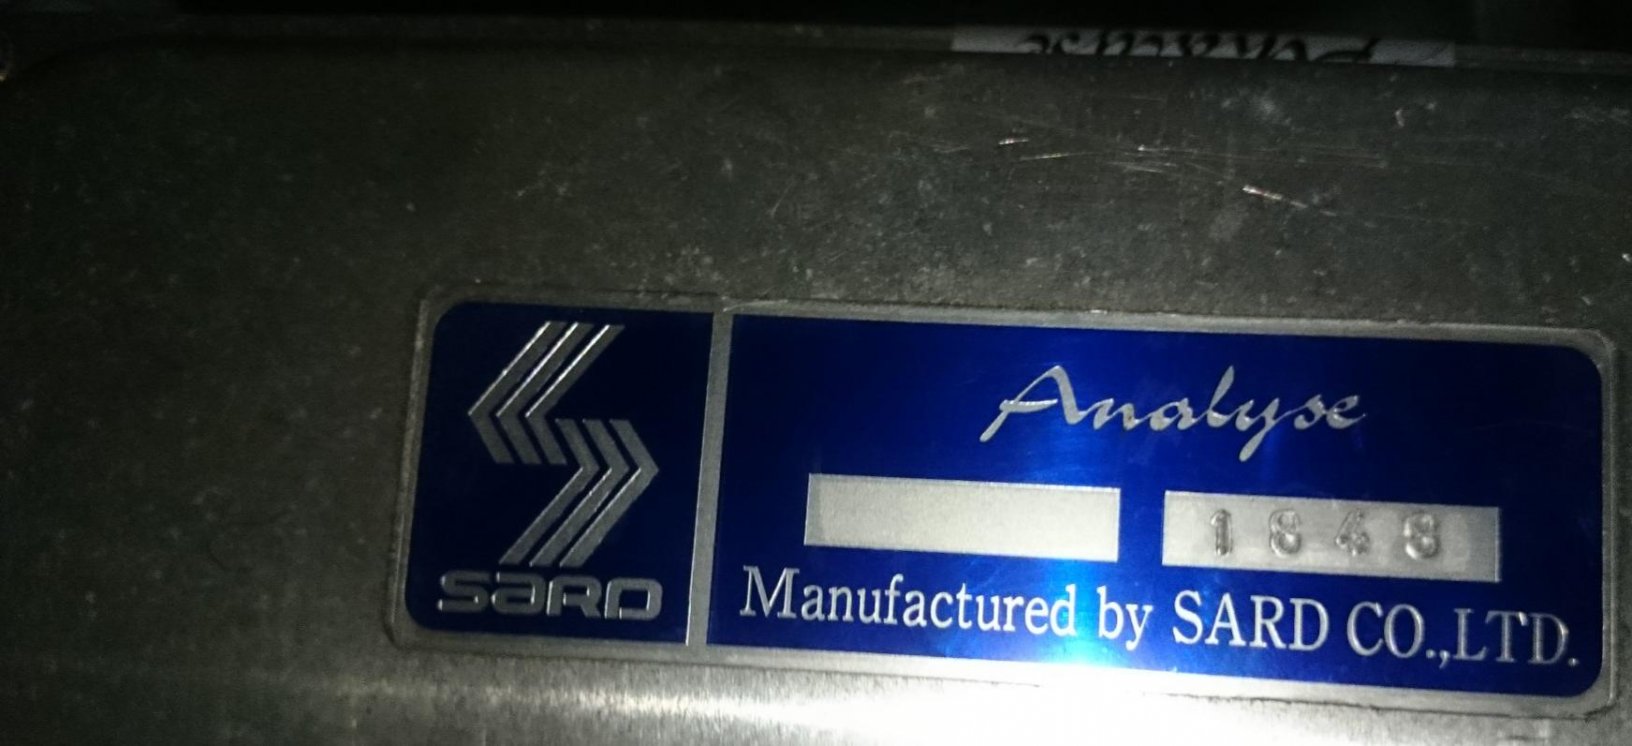 Analyse
1848
SARD
Manufactured by SARD CO.,LTD.